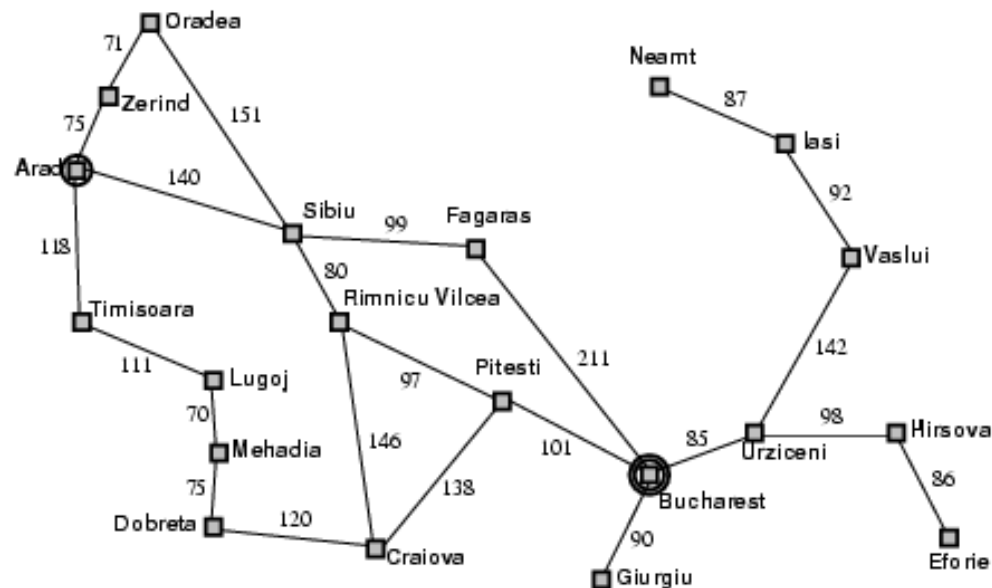 Oradea
71
Neamt
Zerind
87
Iasi
75
151
Arad
140
92
Sibiu
99
Fagaras
118
Vaslui
80
Timisoara
Rimnicu Vilcea
111
Lugoj
97
Pitesti
211
142
70
98
Hirsova
Mehadia
146
101
85
Urziceni
75
138
86
Bucharest
Dobreta
120
90
Craiova
Eforie
Giurgiu